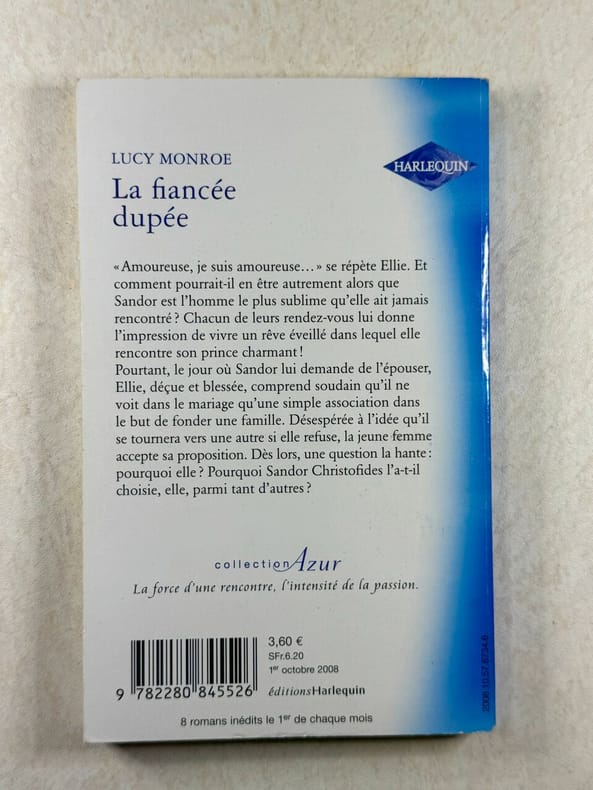 LUCY MONROE
La fiancée
dupée
HARLEQUIN
« Amoureuse, je suis amoureuse… » se répète Ellie. Et
comment pourrait-il en être autrement alors que
Sandor est l'homme le plus sublime qu'elle ait jamais
rencontré ? Chacun de leurs rendez-vous lui donne
l'impression de vivre un rêve éveillé dans lequel elle
rencontre son prince charmant !
Pourtant, le jour où Sandor lui demande de l'épouser,
Ellie, déçue et blessée, comprend soudain qu'il ne
voit dans le mariage qu'une simple association dans
le but de fonder une famille. Désespérée à l'idée qu'il
se tournera vers une autre si elle refuse, la jeune femme
accepte sa proposition. Dès lors, une question la hante :
pourquoi elle ? Pourquoi Sandor Christofides l'a-t-il
choisie, elle, parmi tant d'autres ?
collection Azur
La force d'une rencontre, l'intensité de la passion.
3,60 €
SFr.6.20
1er octobre 2008
éditionsHarlequin
9 782280 845526
8 romans inédits le 1er de chaque mois
2008.10.57.6734.6